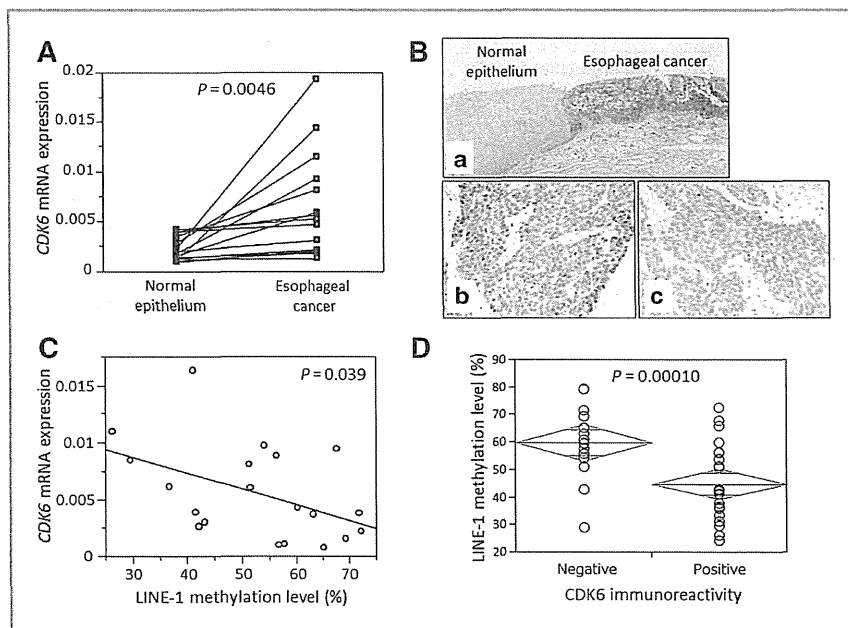 A
CDK6 mRNA expression
0.02
0.015
0.01
0.005
0
P = 0.0046
Normal
epithelium
Esophageal
cancer
B
Normal
epithelium
Esophageal cancer
a
b
c
C
CDK6 mRNA expression
0.015
0.010
0.005
0
P = 0.039
30
40
50
60
70
LINE-1 methylation level (%)
D
LINE-1 methylation level (%)
90
80
70
60
50
40
30
20
P = 0.00010
Negative
Positive
CDK6 immunoreactivity